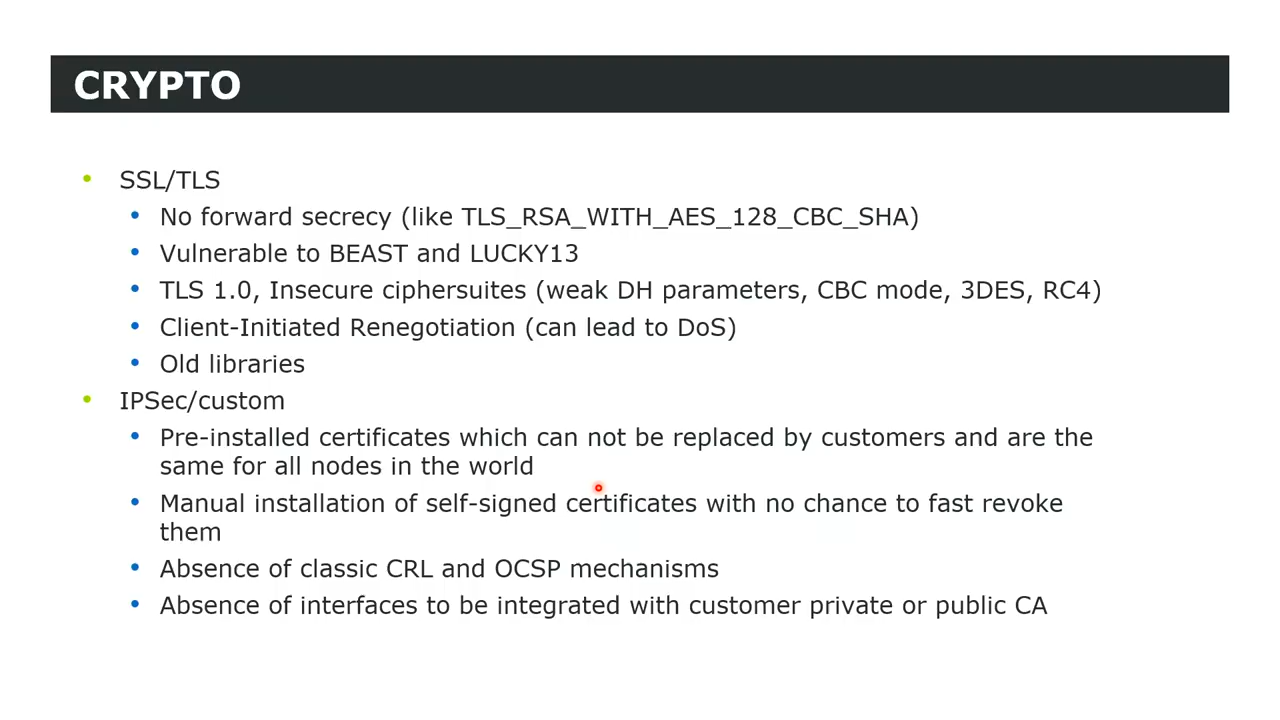 CRYPTO
• SSL/TLS
• No forward secrecy (like TLS_RSA_WITH_AES_128_CBC_SHA)
• Vulnerable to BEAST and LUCKY13
• TLS 1.0, Insecure ciphersuites (weak DH parameters, CBC mode, 3DES, RC4)
• Client-Initiated Renegotiation (can lead to DoS)
• Old libraries
• IPSec/custom
• Pre-installed certificates which can not be replaced by customers and are the
same for all nodes in the world
• Manual installation of self-signed certificates with no chance to fast revoke
them
• Absence of classic CRL and OCSP mechanisms
• Absence of interfaces to be integrated with customer private or public CA